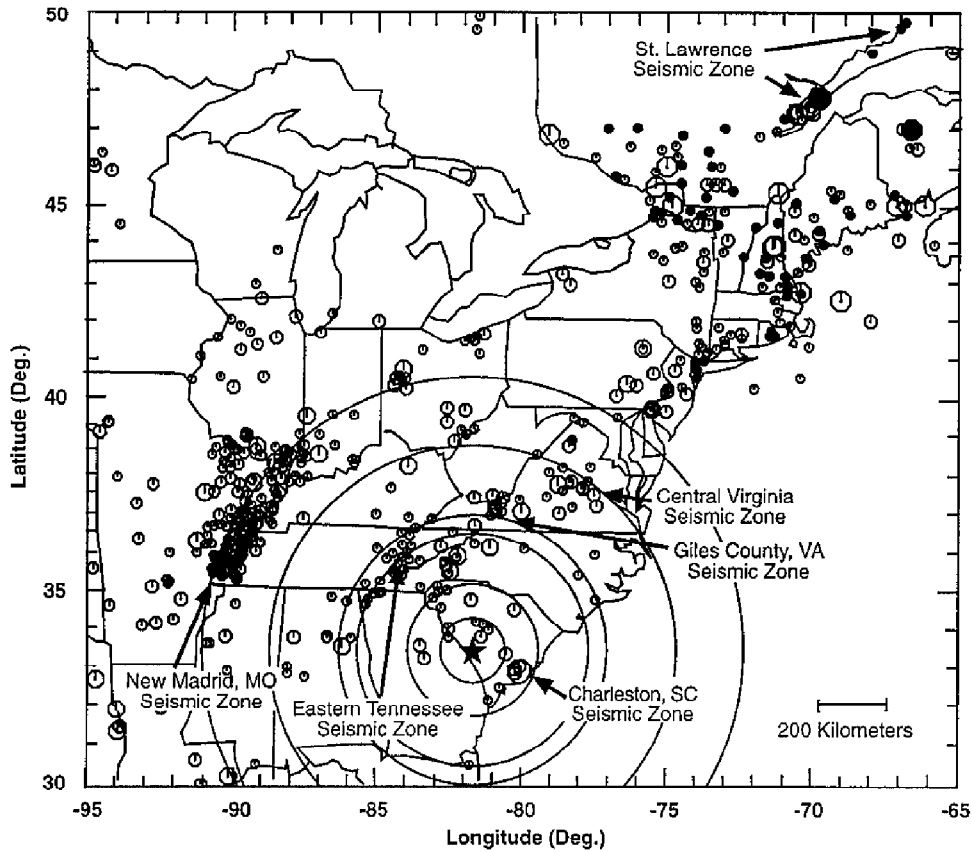 50
45
40
35
30
Latitude (Deg.)
St. Lawrence
Seismic Zone
Central Virginia
Seismic Zone
Giles County, VA
Seismic Zone
New Madrid, MO
Seismic Zone
Eastern Tennessee
Seismic Zone
Charleston, SC
Seismic Zone
200 Kilometers
-95 -90 -85 -80 -75 -70 -65
Longitude (Deg.)